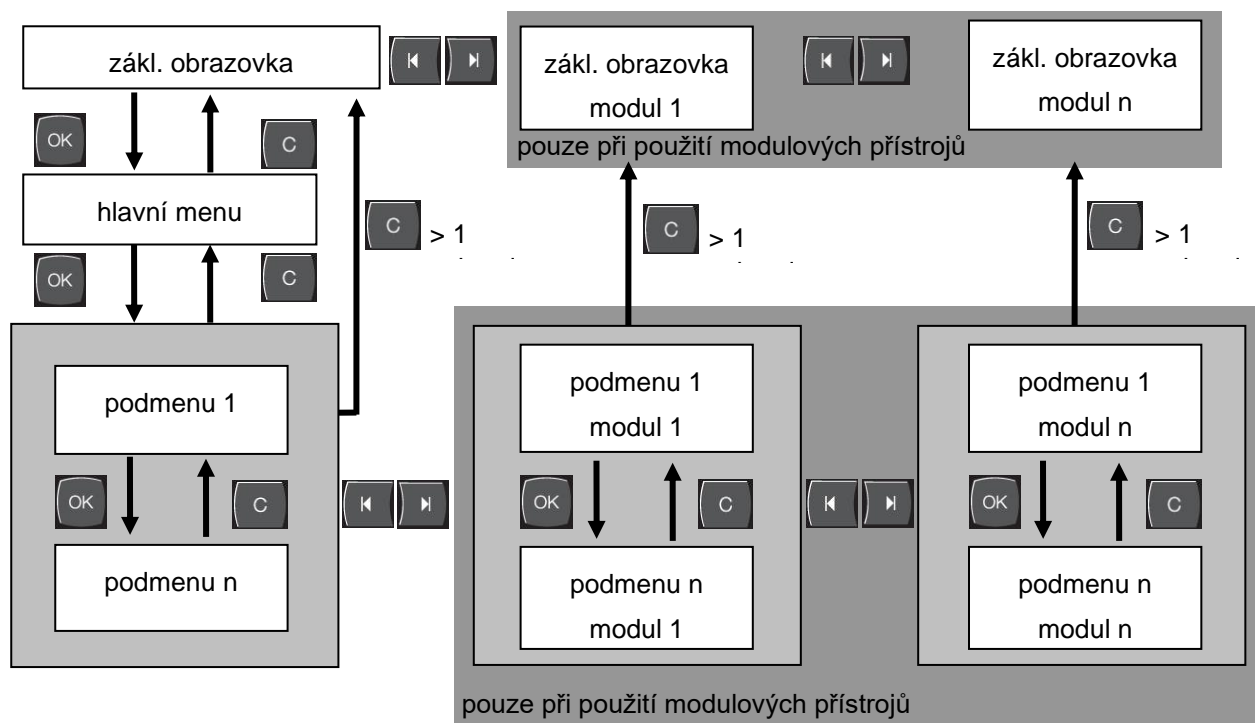 zákl. obrazovka
zákl. obrazovka
modul 1
zákl. obrazovka
modul n
pouze při použití modulových přístrojů
OK
C
hlavní menu
C
> 1
C
> 1
C
> 1
OK
C
podmenu 1
podmenu 1
modul 1
podmenu 1
modul n
OK
C
OK
C
OK
C
podmenu n
podmenu n
modul 1
podmenu n
modul n
pouze při použití modulových přístrojů